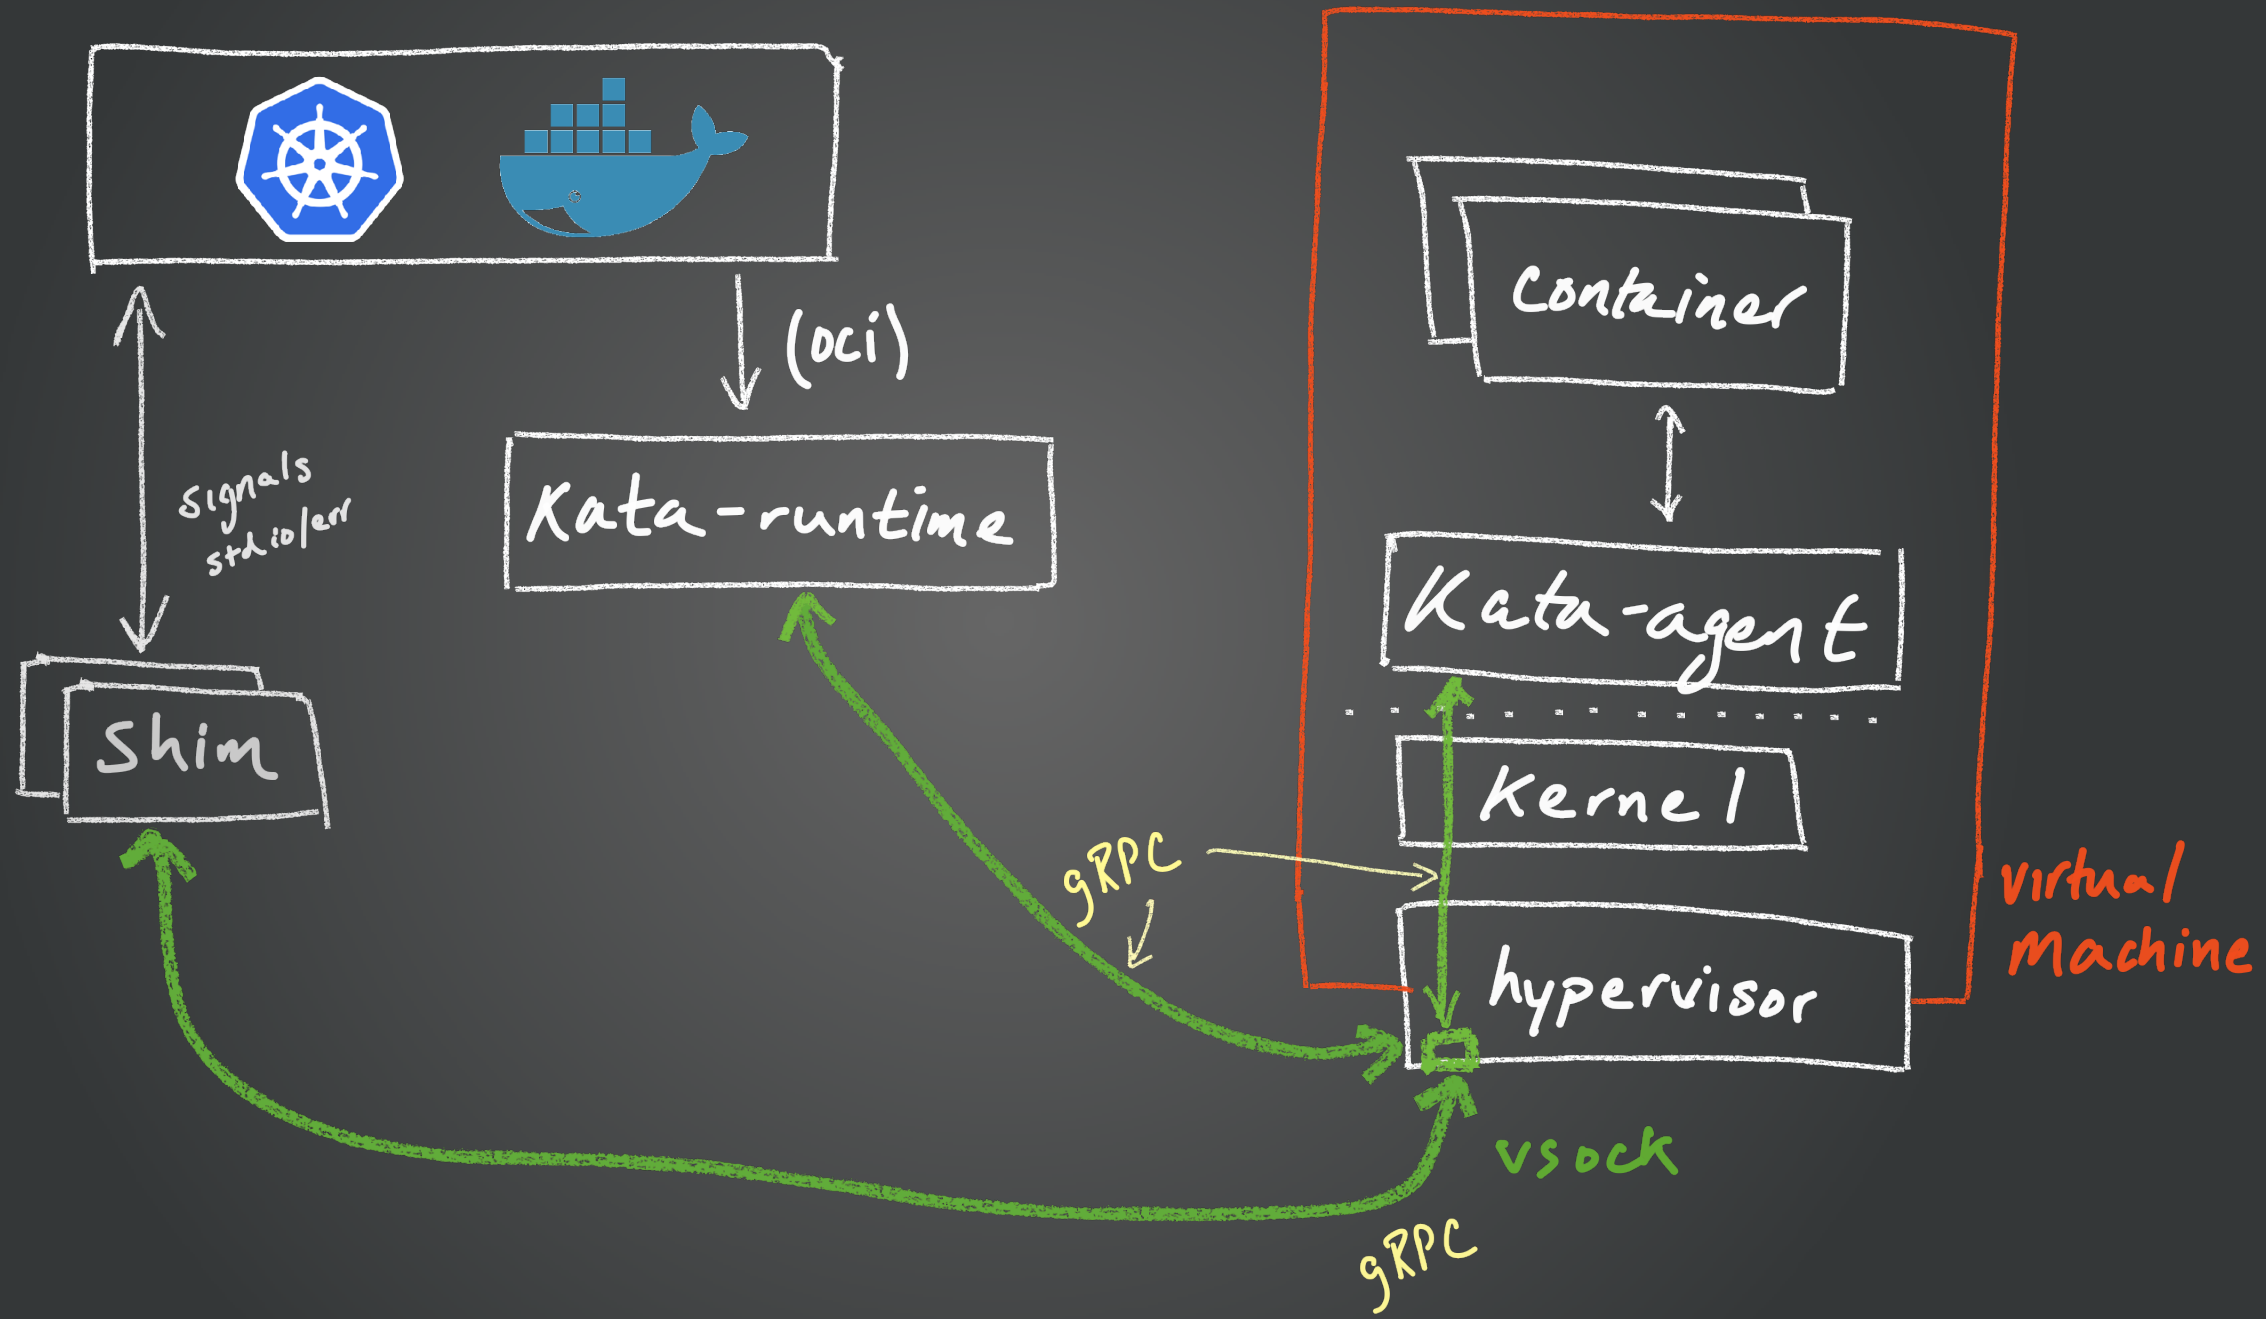 (oci)
container
signals
stdio/err
Kata-runtime
Kata-agent
Shim
Kernel
gRPC
virtual
Machine
hypervisor
vsock
gRPC